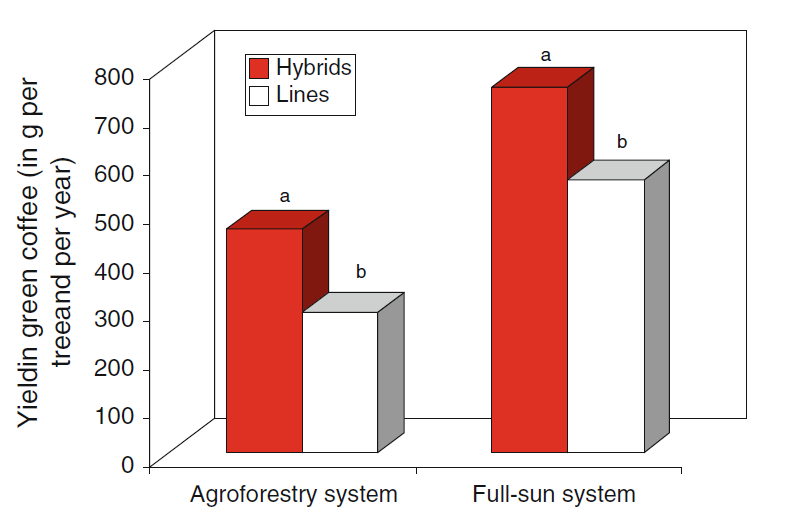 Yieldin green coffee (in g per
treeand per year)
800
700
600
500
400
300
200
100
0
Hybrids
Lines
a
b
a
b
Agroforestry system
Full-sun system